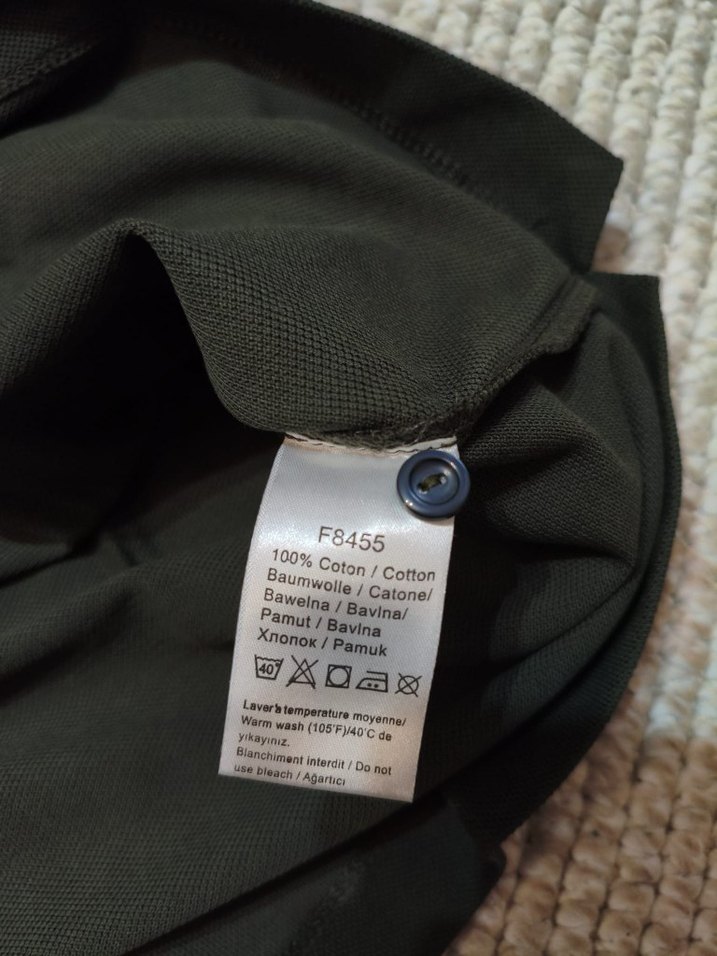 F8455
100% Coton / Cotton
Baumwolle / Catone/
Bawelna / Bavlna/
Pamut / Bavlna
Хлопок / Pamuk
40
Laver'a temperature moyenne/
Warm wash (105°F)/40°C de
yıkayınız.
Blanchiment interdit / Do not
use bleach / Ağartıcı